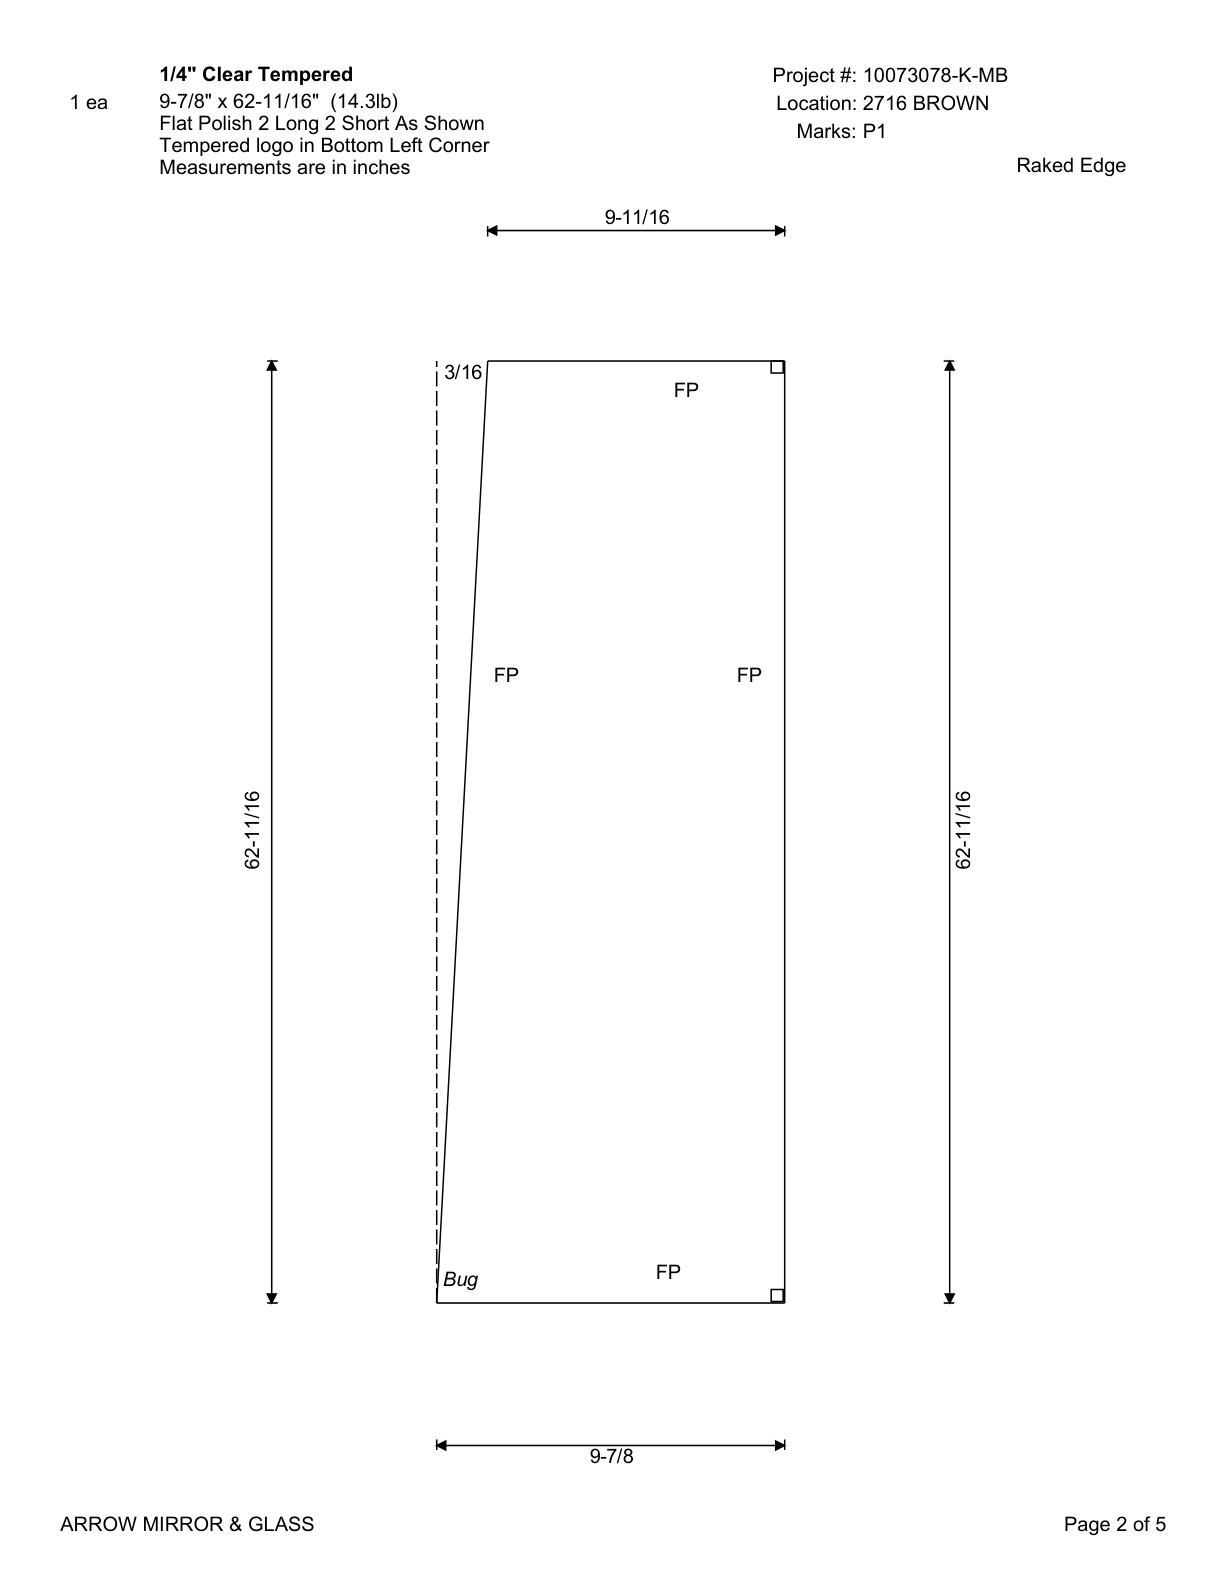 1/4" Clear Tempered
1 ea
9-7/8" x 62-11/16"  (14.3lb)
Flat Polish 2 Long 2 Short As Shown
Tempered logo in Bottom Left Corner
Measurements are in inches
Project #: 10073078-K-MB
Location: 2716 BROWN
Marks: P1
Raked Edge
9-11/16
3/16
FP
FP
FP
62-11/16
62-11/16
FP
Bug
9-7/8
ARROW MIRROR & GLASS
Page 2 of 5